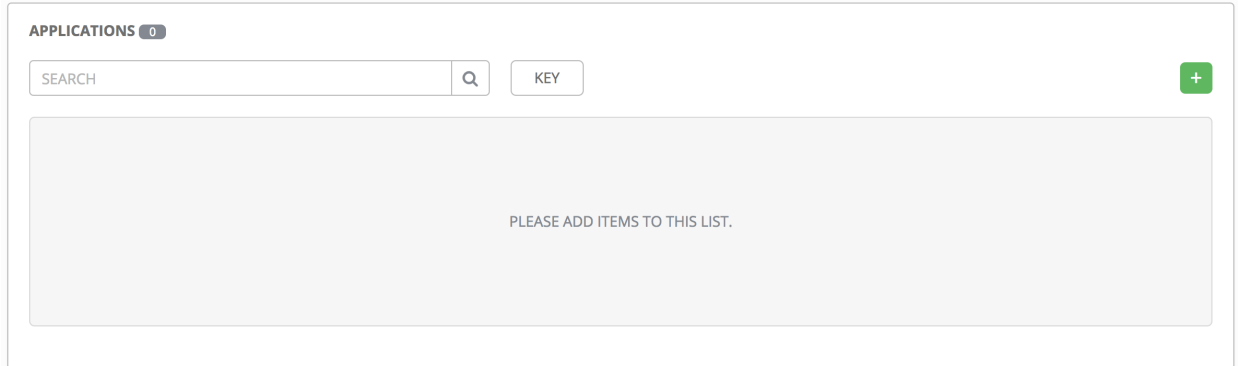 APPLICATIONS 0
SEARCH KEY +
PLEASE ADD ITEMS TO THIS LIST.